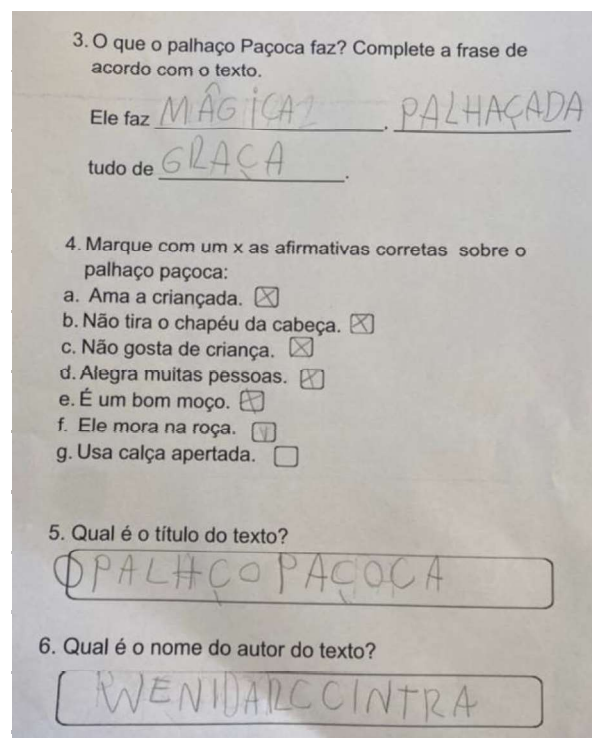 3. O que o palhaço Paçoca faz? Complete a frase de
acordo com o texto.
Ele faz MÂGICAS. PALHAÇADA
tudo de GRAÇA.
4. Marque com um x as afirmativas corretas sobre o
palhaço paçoca:
a. Ama a criançada. X
b. Não tira o chapéu da cabeça. X
c. Não gosta de criança. X
d. Alegra muitas pessoas. X
e. É um bom moço. X
f. Ele mora na roça.
g. Usa calça apertada.
5. Qual é o título do texto?
O PALHÇO PAÇOCA
6. Qual é o nome do autor do texto?
CINTRA